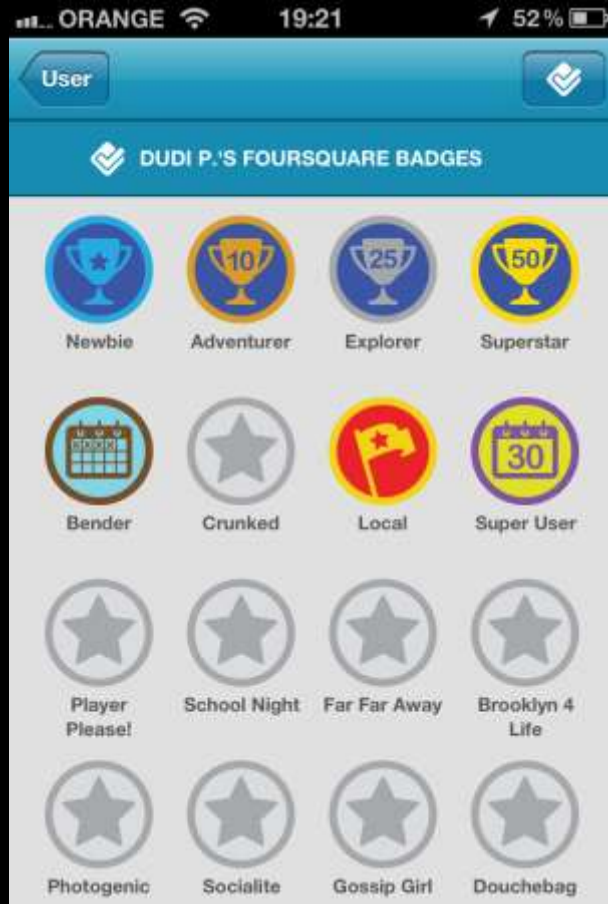 ORANGE 19:21 52%
User
DUDI P.'S FOURSQUARE BADGES
10 25 50
Newbie Adventurer Explorer Superstar
XXXX 30
Bender Crunked Local Super User
Player Please! School Night Far Far Away Brooklyn 4 Life
Photogenic Socialite Gossip Girl Douchebag